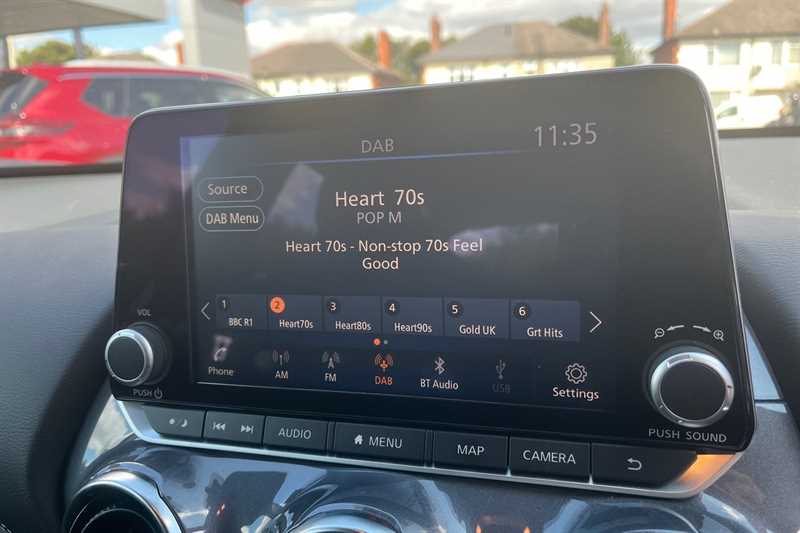 DAB
11:35
Source
Heart 70s
POP M
DAB Menu
Heart 70s - Non-stop 70s Feel
Good
1 2 3 4 5 6
BBC R1 Heart70s Heart80s Heart90s Gold UK Grt Hits
Phone AM FM DAB BT Audio USB Settings
VOL
PUSH
PUSH SOUND
AUDIO MENU MAP CAMERA